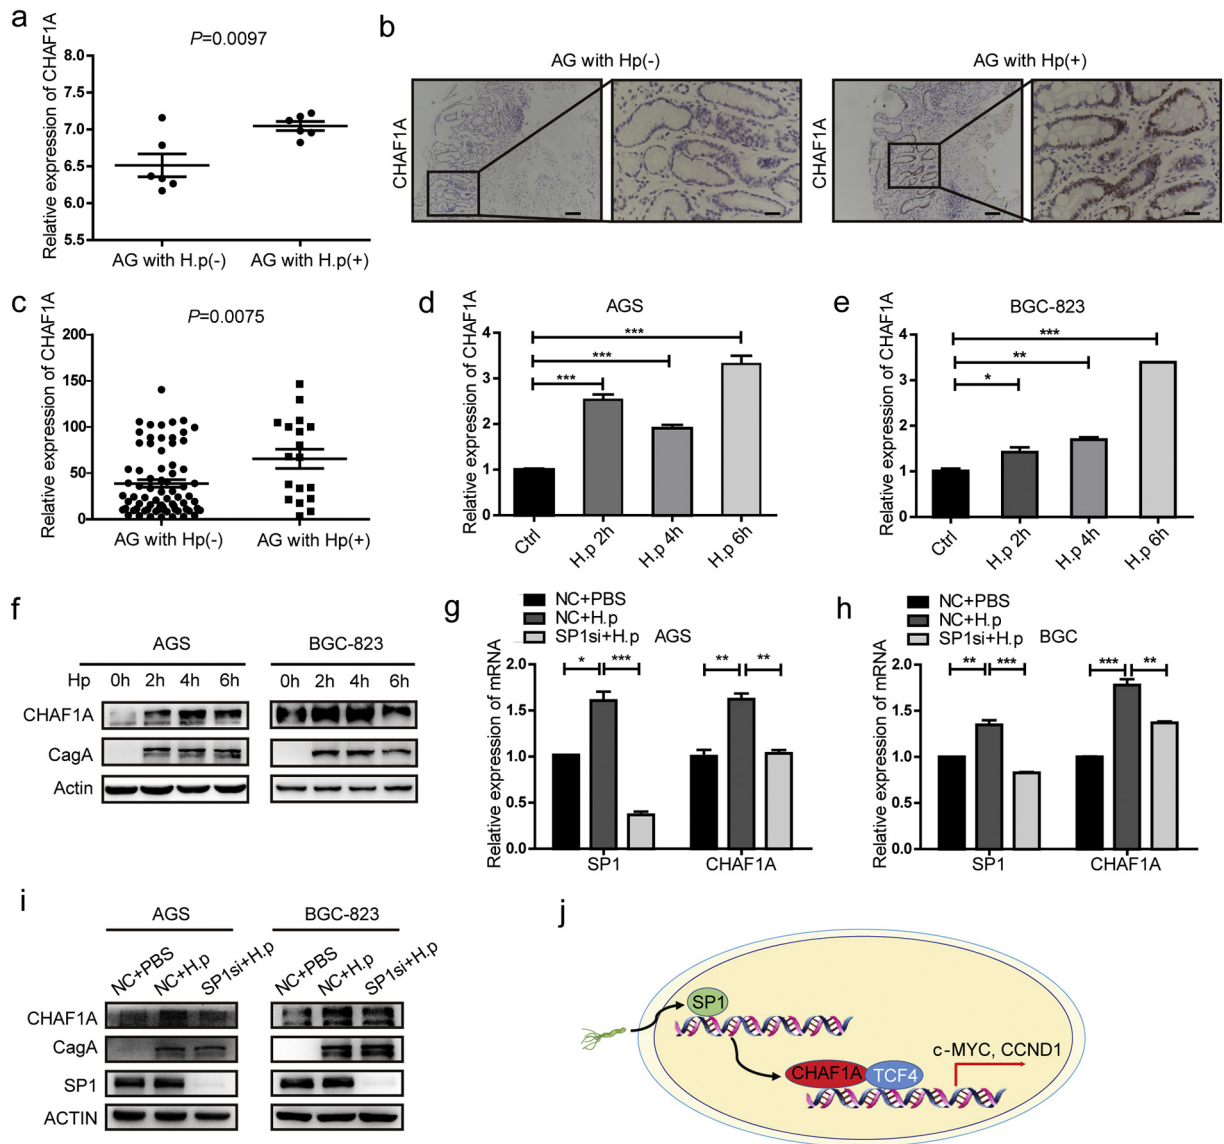 a
P=0.0097
Relative expression of CHAF1A
8.0
7.5
7.0
6.5
6.0
5.5
AG with H.p(-)
AG with H.p(+)
b
AG with Hp(-)
AG with Hp(+)
CHAF1A
CHAF1A
c
P=0.0075
Relative expression of CHAF1A
200
150
100
50
0
AG with Hp(-)
AG with Hp(+)
d
AGS
Relative expression of CHAF1A
4
3
2
1
0
***
***
***
Ctrl
H.p 2h
H.p 4h
H.p 6h
e
BGC-823
Relative expression of CHAF1A
4
3
2
1
0
***
**
*
Ctrl
H.p 2h
H.p 4h
H.p 6h
f
AGS
BGC-823
Hp 0h 2h 4h 6h 0h 2h 4h 6h
CHAF1A
CagA
Actin
g
NC+PBS
NC+H.p
SP1si+H.p
AGS
Relative expression of mRNA
2.0
1.5
1.0
0.5
0.0
* *** ** **
SP1
CHAF1A
h
NC+PBS
NC+H.p
SP1si+H.p
BGC
Relative expression of mRNA
2.0
1.5
1.0
0.5
0.0
** *** *** **
SP1
CHAF1A
i
AGS
BGC-823
NC+PBS
NC+H.p
SP1si+H.p
NC+PBS
NC+H.p
SP1si+H.p
CHAF1A
CagA
SP1
ACTIN
j
SP1
CHAF1A
TCF4
c-MYC, CCND1